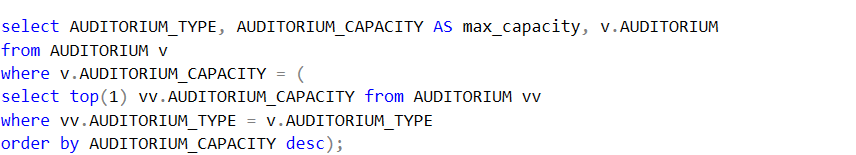 select AUDITORIUM_TYPE, AUDITORIUM_CAPACITY AS max_capacity, v.AUDITORIUM
from AUDITORIUM v
where v.AUDITORIUM_CAPACITY = (
select top(1) vv.AUDITORIUM_CAPACITY from AUDITORIUM vv
where vv.AUDITORIUM_TYPE = v.AUDITORIUM_TYPE
order by AUDITORIUM_CAPACITY desc);